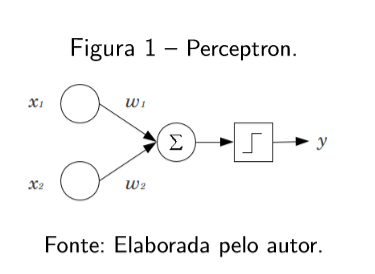 Figura 1 – Perceptron.
x₁ w₁
Σ y
x₂ w₂
Fonte: Elaborada pelo autor.